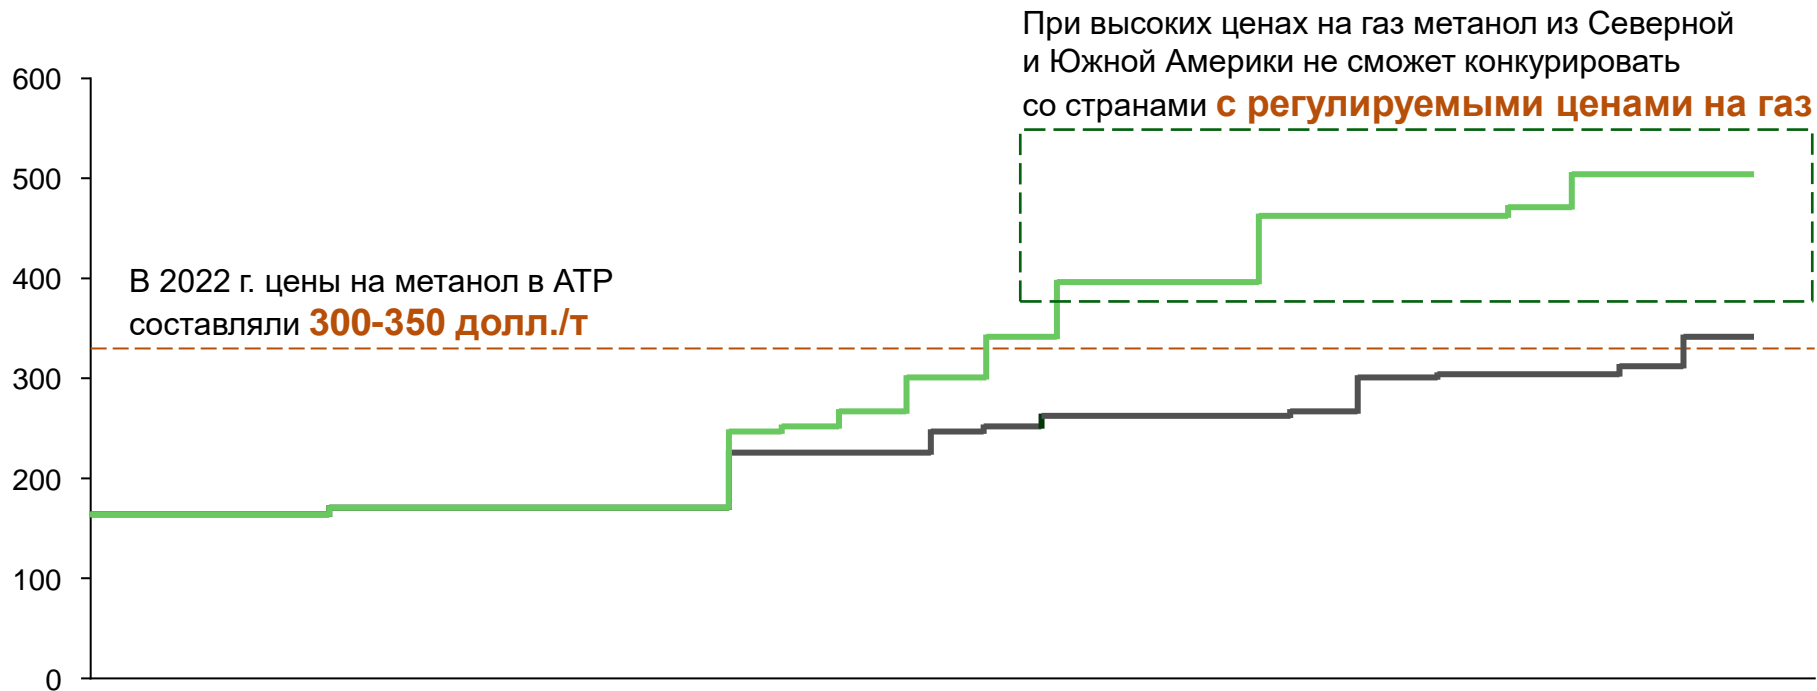 При высоких ценах на газ метанол из Северной
и Южной Америки не сможет конкурировать
со странами с регулируемыми ценами на газ
600
500
400
В 2022 г. цены на метанол в АТР
составляли 300-350 долл./т
300
200
100
0